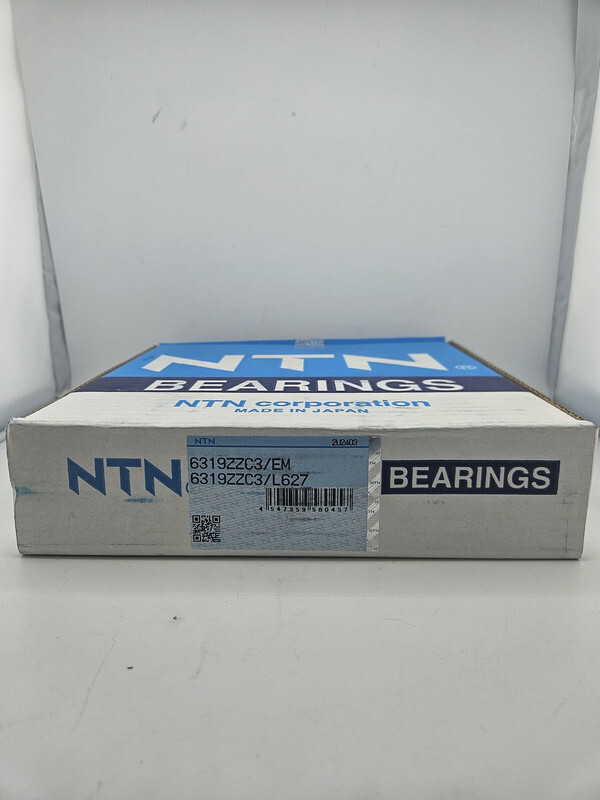 NTN
®
BEARINGS
NTN corporation
MADE IN JAPAN
NTN 2U2403
6319ZZC3/EM
6319ZZC3/L627
4 547359 580457
NTN
BEARINGS